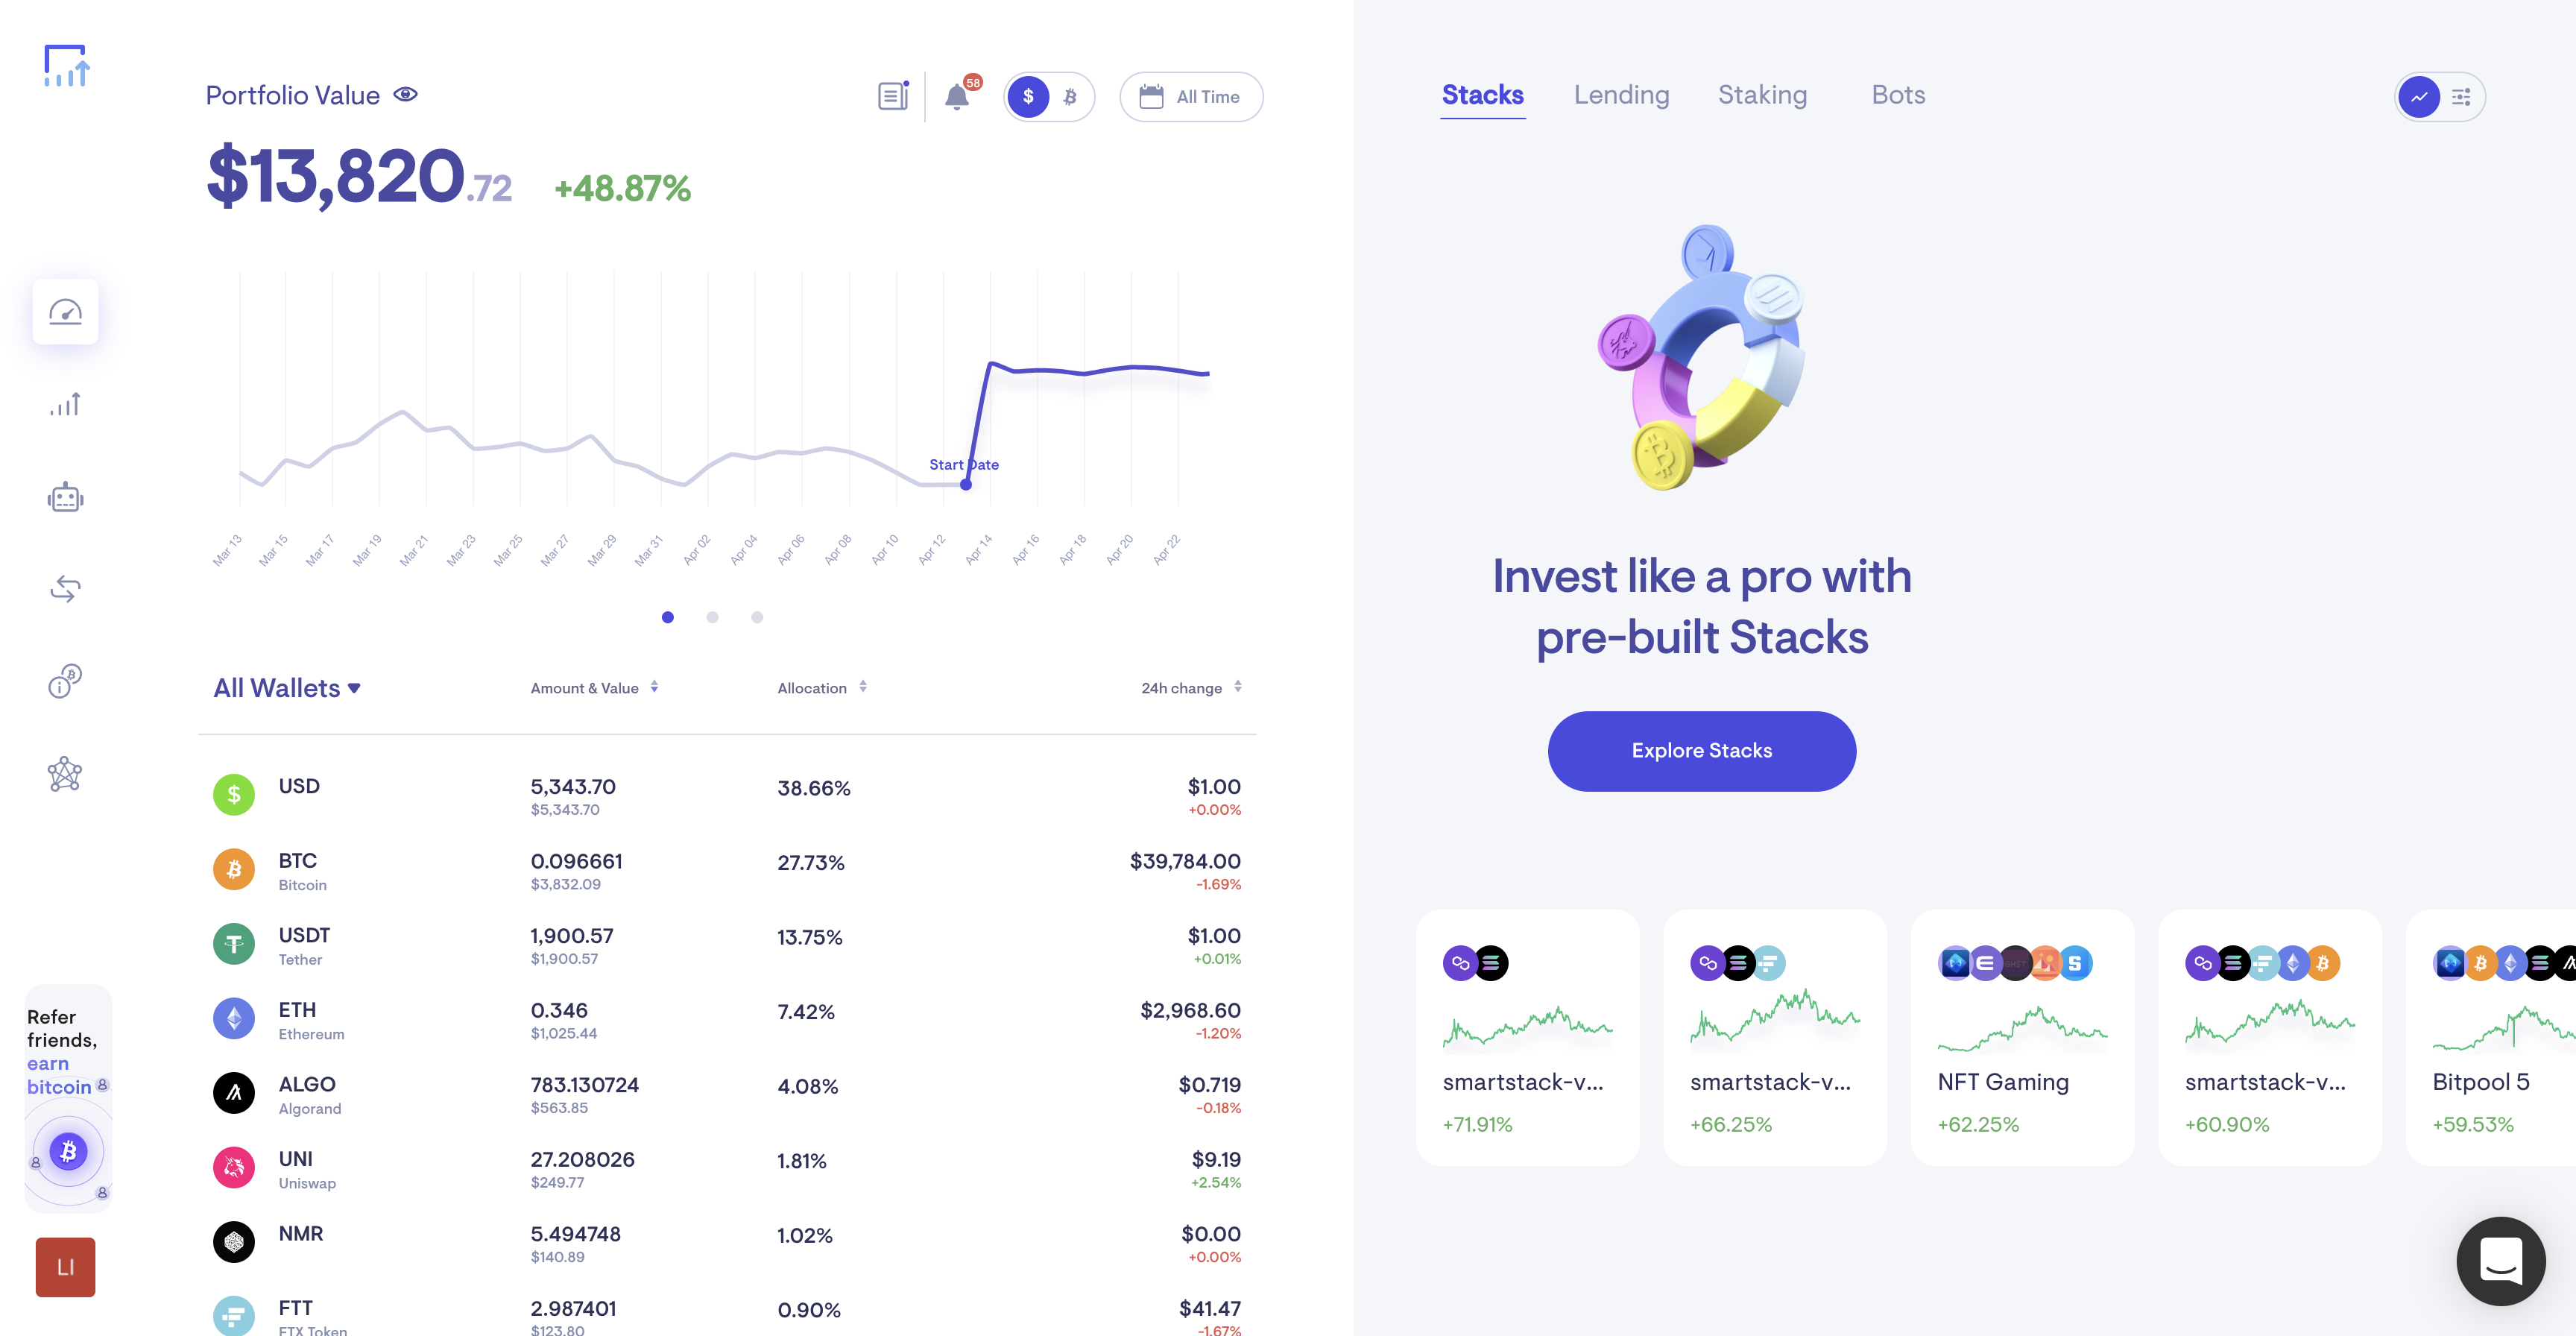 Portfolio Value
58
$
All Time
$13,820.72
+48.87%
Start Date
Mar 13
Mar 15
Mar 17
Mar 19
Mar 21
Mar 23
Mar 25
Mar 27
Mar 29
Mar 31
Apr 02
Apr 04
Apr 06
Apr 08
Apr 10
Apr 12
Apr 14
Apr 16
Apr 18
Apr 20
Apr 22
All Wallets
Amount & Value
Allocation
24h change
USD
5,343.70
$5,343.70
38.66%
$1.00
+0.00%
BTC
Bitcoin
0.096661
$3,832.09
27.73%
$39,784.00
-1.69%
USDT
Tether
1,900.57
$1,900.57
13.75%
$1.00
+0.01%
ETH
Ethereum
0.346
$1,025.44
7.42%
$2,968.60
-1.20%
ALGO
Algorand
783.130724
$563.85
4.08%
$0.719
-0.18%
UNI
Uniswap
27.208026
$249.77
1.81%
$9.19
+2.54%
NMR
5.494748
$140.89
1.02%
$0.00
+0.00%
FTT
FTX Token
2.987401
$123.80
0.90%
$41.47
-1.67%
Refer
friends,
earn
bitcoin
LI
Stacks
Lending
Staking
Bots
Invest like a pro with
pre-built Stacks
Explore Stacks
smartstack-v...
+71.91%
smartstack-v...
+66.25%
NFT Gaming
+62.25%
smartstack-v...
+60.90%
Bitpool 5
+59.53%